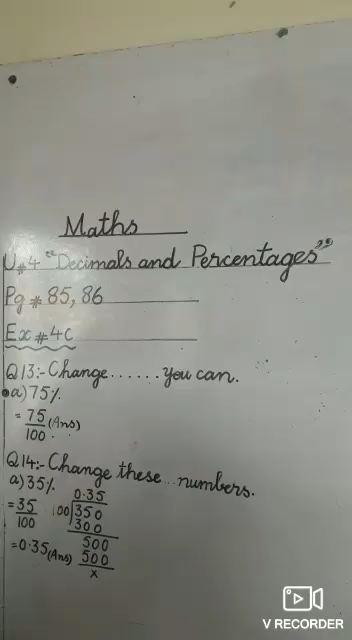 Maths
U#4 "Decimals and Percentages"
Pg # 85, 86
Ex # 4C
Q13:- Change ...... you can.
a) 75%
= 75/100 (Ans)
Q14:- Change these ... numbers.
a) 35%
= 35/100
0.35
100)350
300
500
500
x
= 0.35 (Ans)
V RECORDER